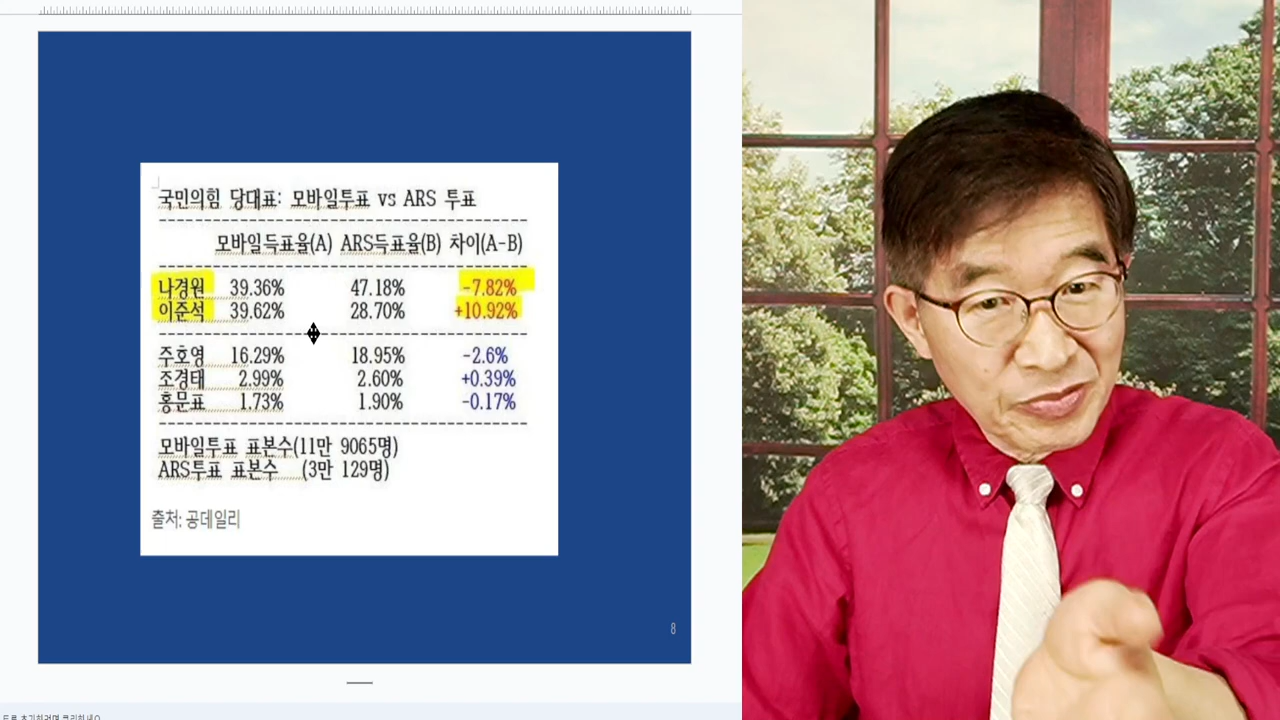 국민의힘 당대표: 모바일투표 vs ARS 투표
모바일득표율(A) ARS득표율(B) 차이(A-B)
나경원 39.36% 47.18% -7.82%
이준석 39.62% 28.70% +10.92%
주호영 16.29% 18.95% -2.6%
조경태 2.99% 2.60% +0.39%
홍문표 1.73% 1.90% -0.17%
모바일투표 표본수(11만 9065명)
ARS투표 표본수 (3만 129명)
출처: 공데일리
8